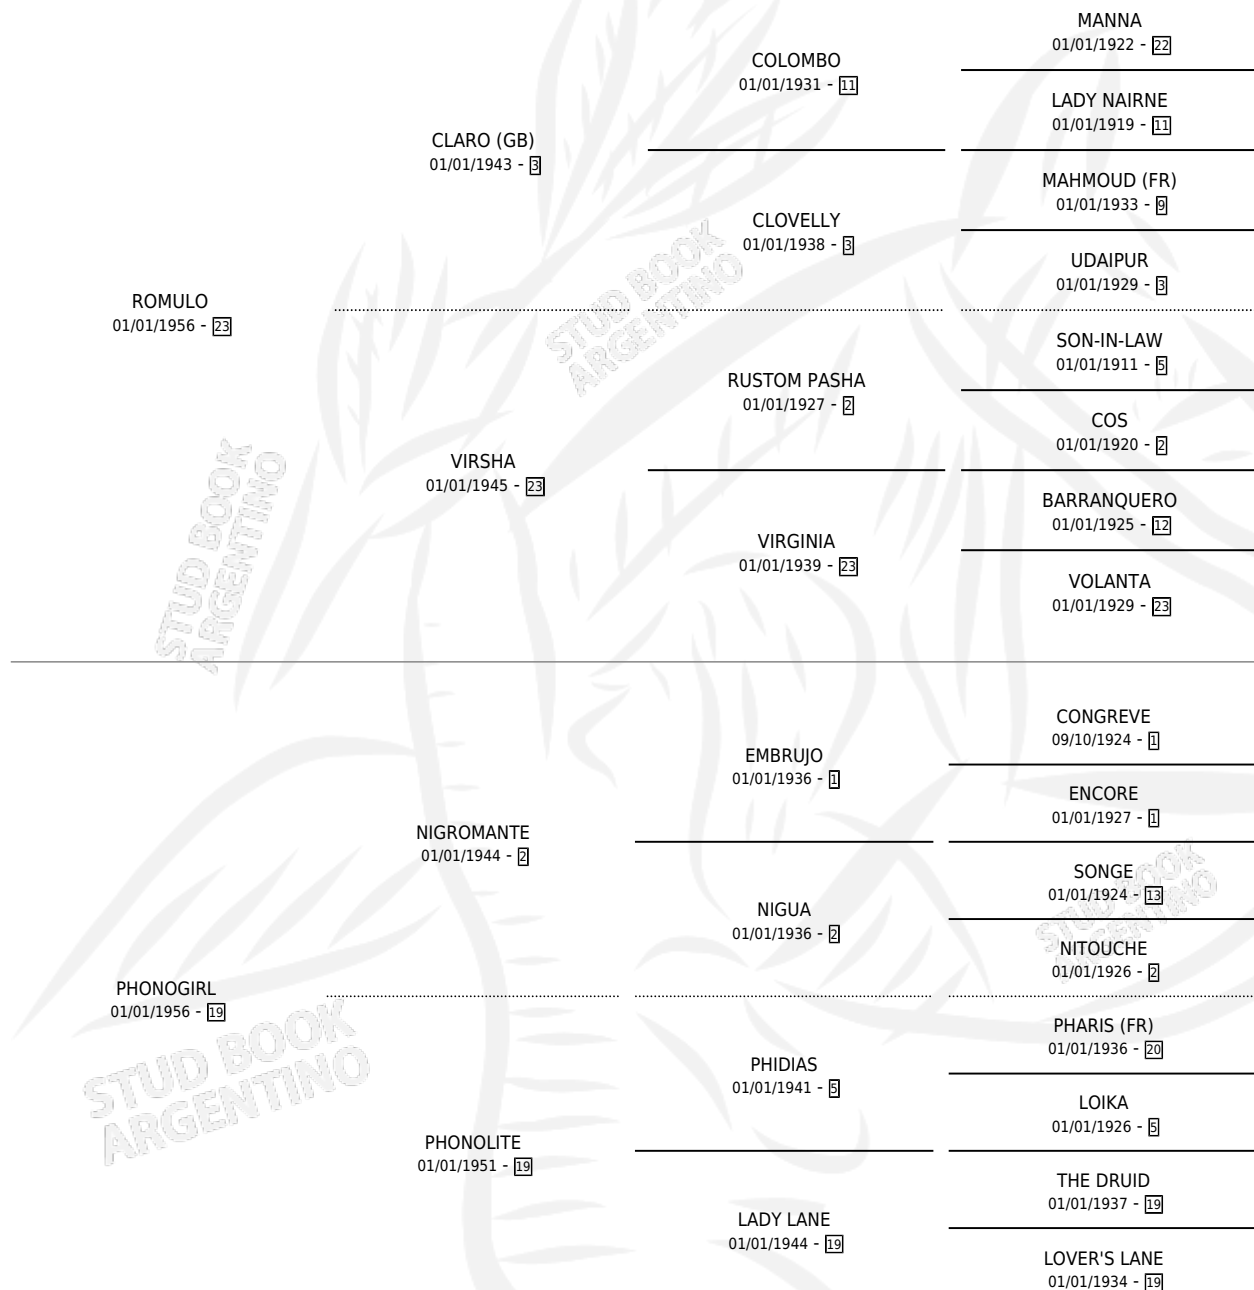 MANNA
01/01/1922 - 22
COLOMBO
01/01/1931 - 11
LADY NAIRNE
01/01/1919 - 11
CLARO (GB)
01/01/1943 - 3
MAHMOUD (FR)
01/01/1933 - 9
CLOVELLY
01/01/1938 - 3
UDAIPUR
01/01/1929 - 3
ROMULO
01/01/1956 - 23
STUD BOOK
ARGENTINO
SON-IN-LAW
01/01/1911 - 5
RUSTOM PASHA
01/01/1927 - 2
COS
01/01/1920 - 2
VIRSHA
01/01/1945 - 23
BARRANQUERO
01/01/1925 - 12
VIRGINIA
01/01/1939 - 23
VOLANTA
01/01/1929 - 23
STUD BOOK
ARGENTINO
CONGREVE
09/10/1924 - 1
EMBRUJO
01/01/1936 - 1
ENCORE
01/01/1927 - 1
NIGROMANTE
01/01/1944 - 2
SONGE
01/01/1924 - 13
NIGUA
01/01/1936 - 2
NITOUCHE
01/01/1926 - 2
STUD BOOK
ARGENTINO
PHONOGIRL
01/01/1956 - 19
PHARIS (FR)
01/01/1936 - 20
PHIDIAS
01/01/1941 - 5
LOIKA
01/01/1926 - 5
STUD BOOK
ARGENTINO
PHONOLITE
01/01/1951 - 19
THE DRUID
01/01/1937 - 19
LADY LANE
01/01/1944 - 19
LOVER'S LANE
01/01/1934 - 19